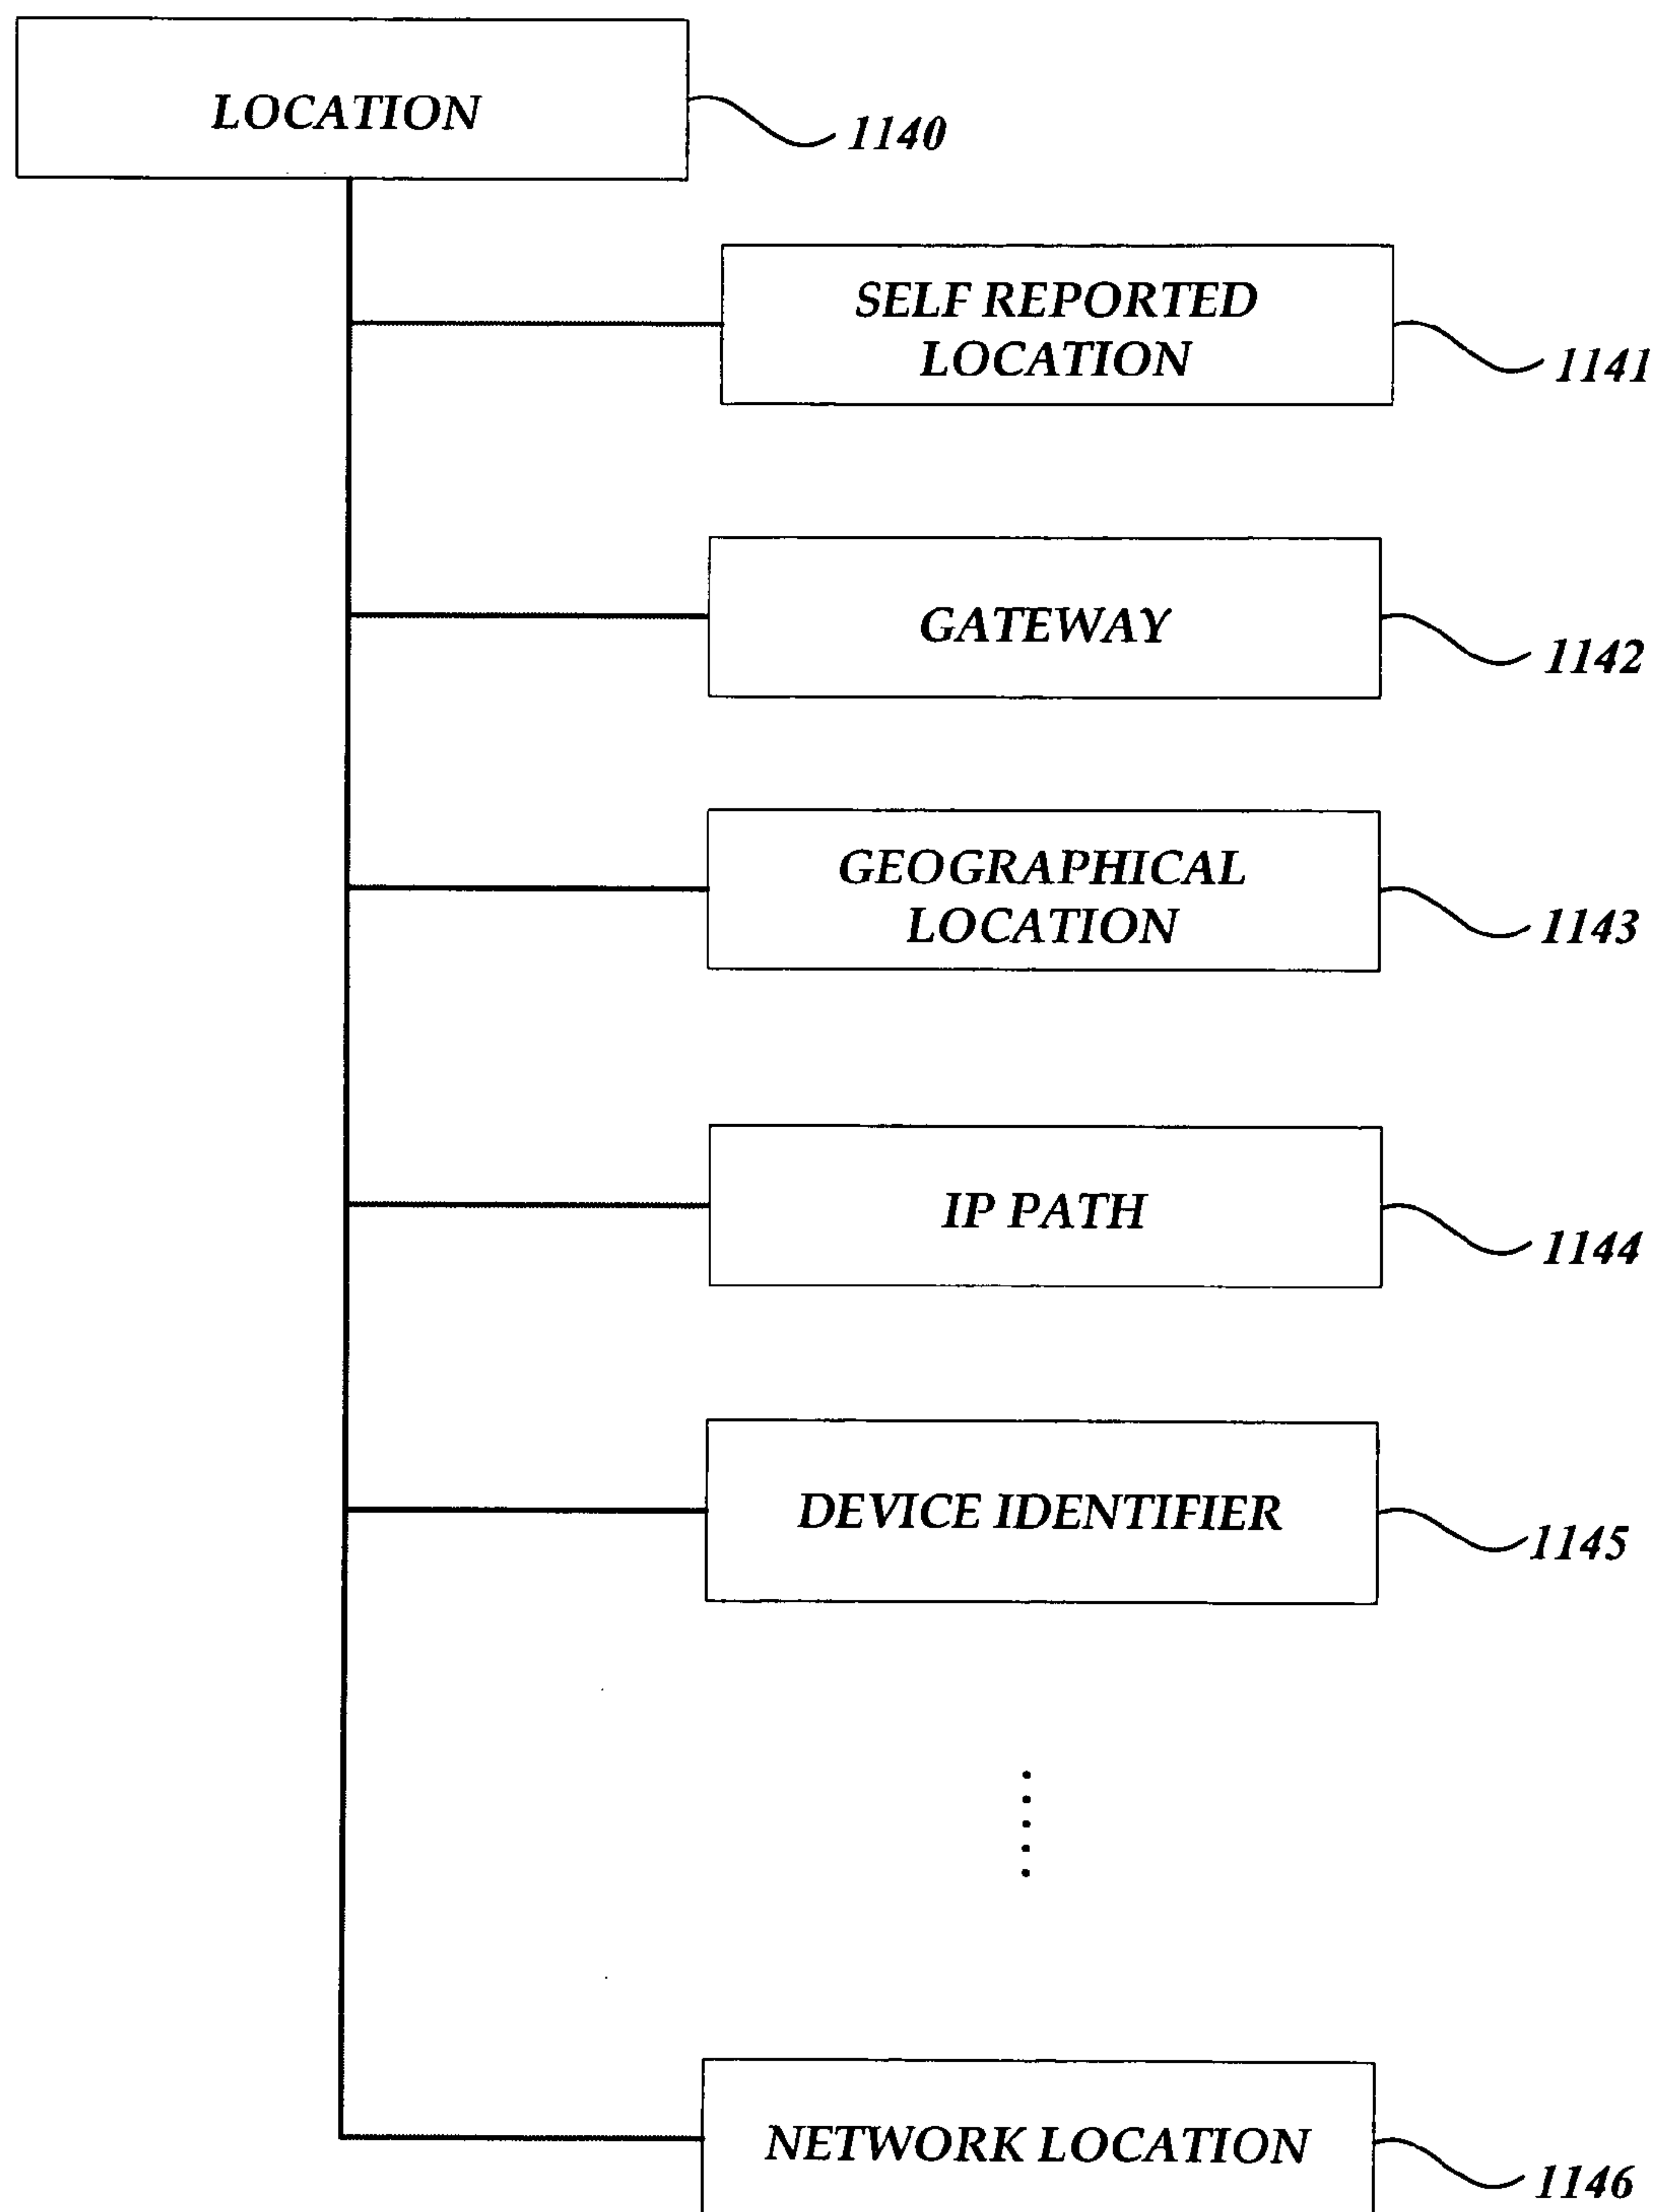 LOCATION
1140
SELF REPORTED
LOCATION
1141
GATEWAY
1142
GEOGRAPHICAL
LOCATION
1143
IP PATH
1144
DEVICE IDENTIFIER
1145
NETWORK LOCATION
1146